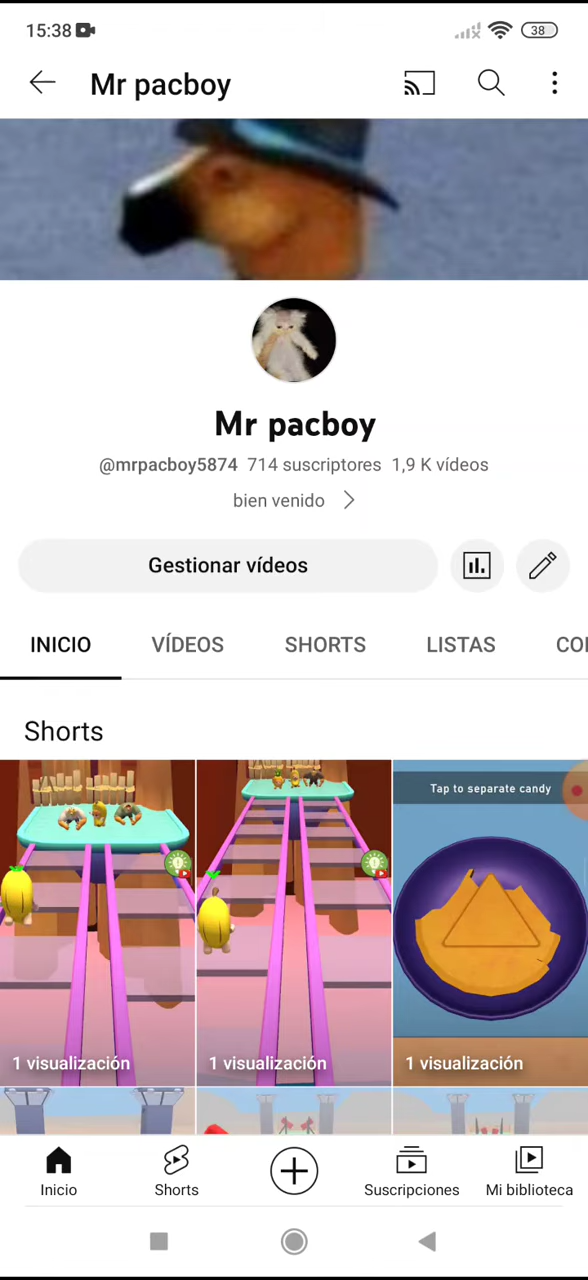 15:38
38
Mr pacboy
Mr pacboy
@mrpacboy5874 714 suscriptores 1,9 K vídeos
bien venido
Gestionar vídeos
INICIO VÍDEOS SHORTS LISTAS CO
Shorts
Tap to separate candy
1 visualización 1 visualización 1 visualización
Inicio Shorts Suscripciones Mi biblioteca